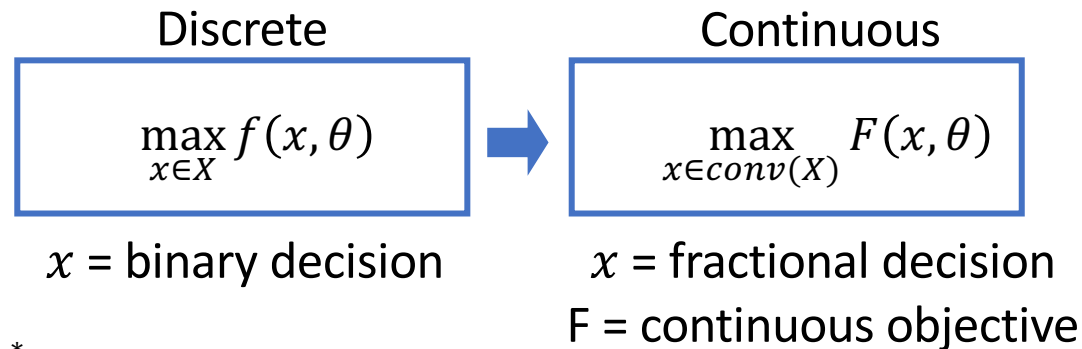 Discrete
Continuous
max f(x, θ)
x∈X
max F(x, θ)
x∈conv(X)
x = binary decision
x = fractional decision
F = continuous objective
*